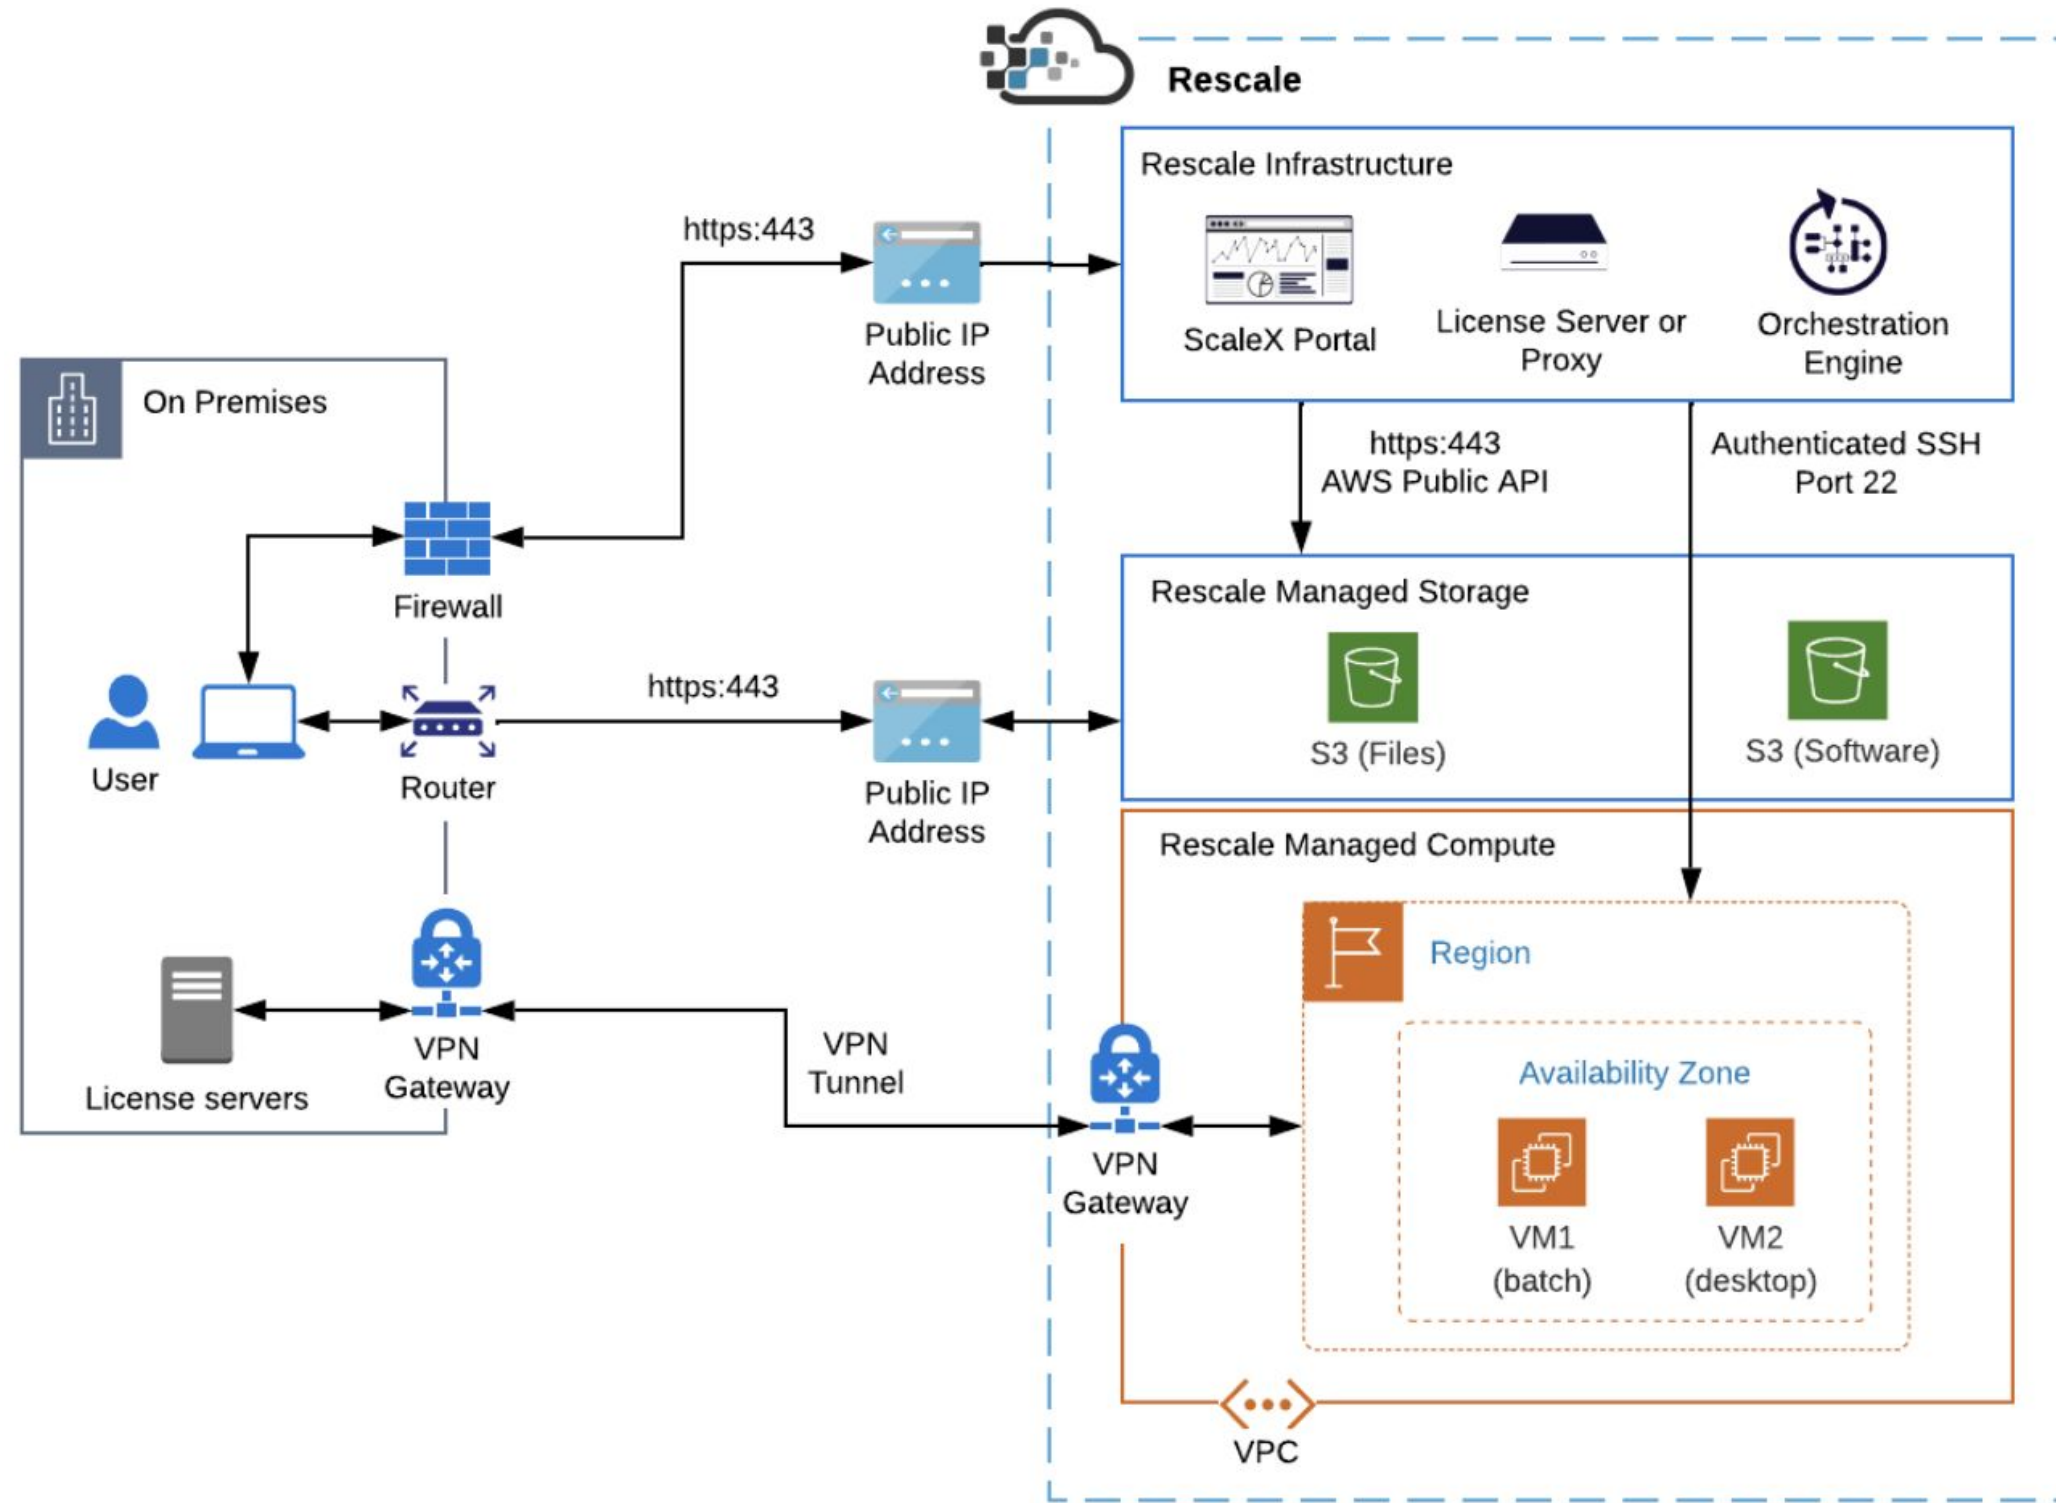 Rescale
Rescale Infrastructure
https:443
Public IP
Address
ScaleX Portal
License Server or
Proxy
Orchestration
Engine
On Premises
https:443
AWS Public API
Authenticated SSH
Port 22
Firewall
Rescale Managed Storage
https:443
User
Router
Public IP
Address
S3 (Files)
S3 (Software)
Rescale Managed Compute
Region
License servers
VPN
Gateway
VPN
Tunnel
VPN
Gateway
Availability Zone
VM1
(batch)
VM2
(desktop)
VPC